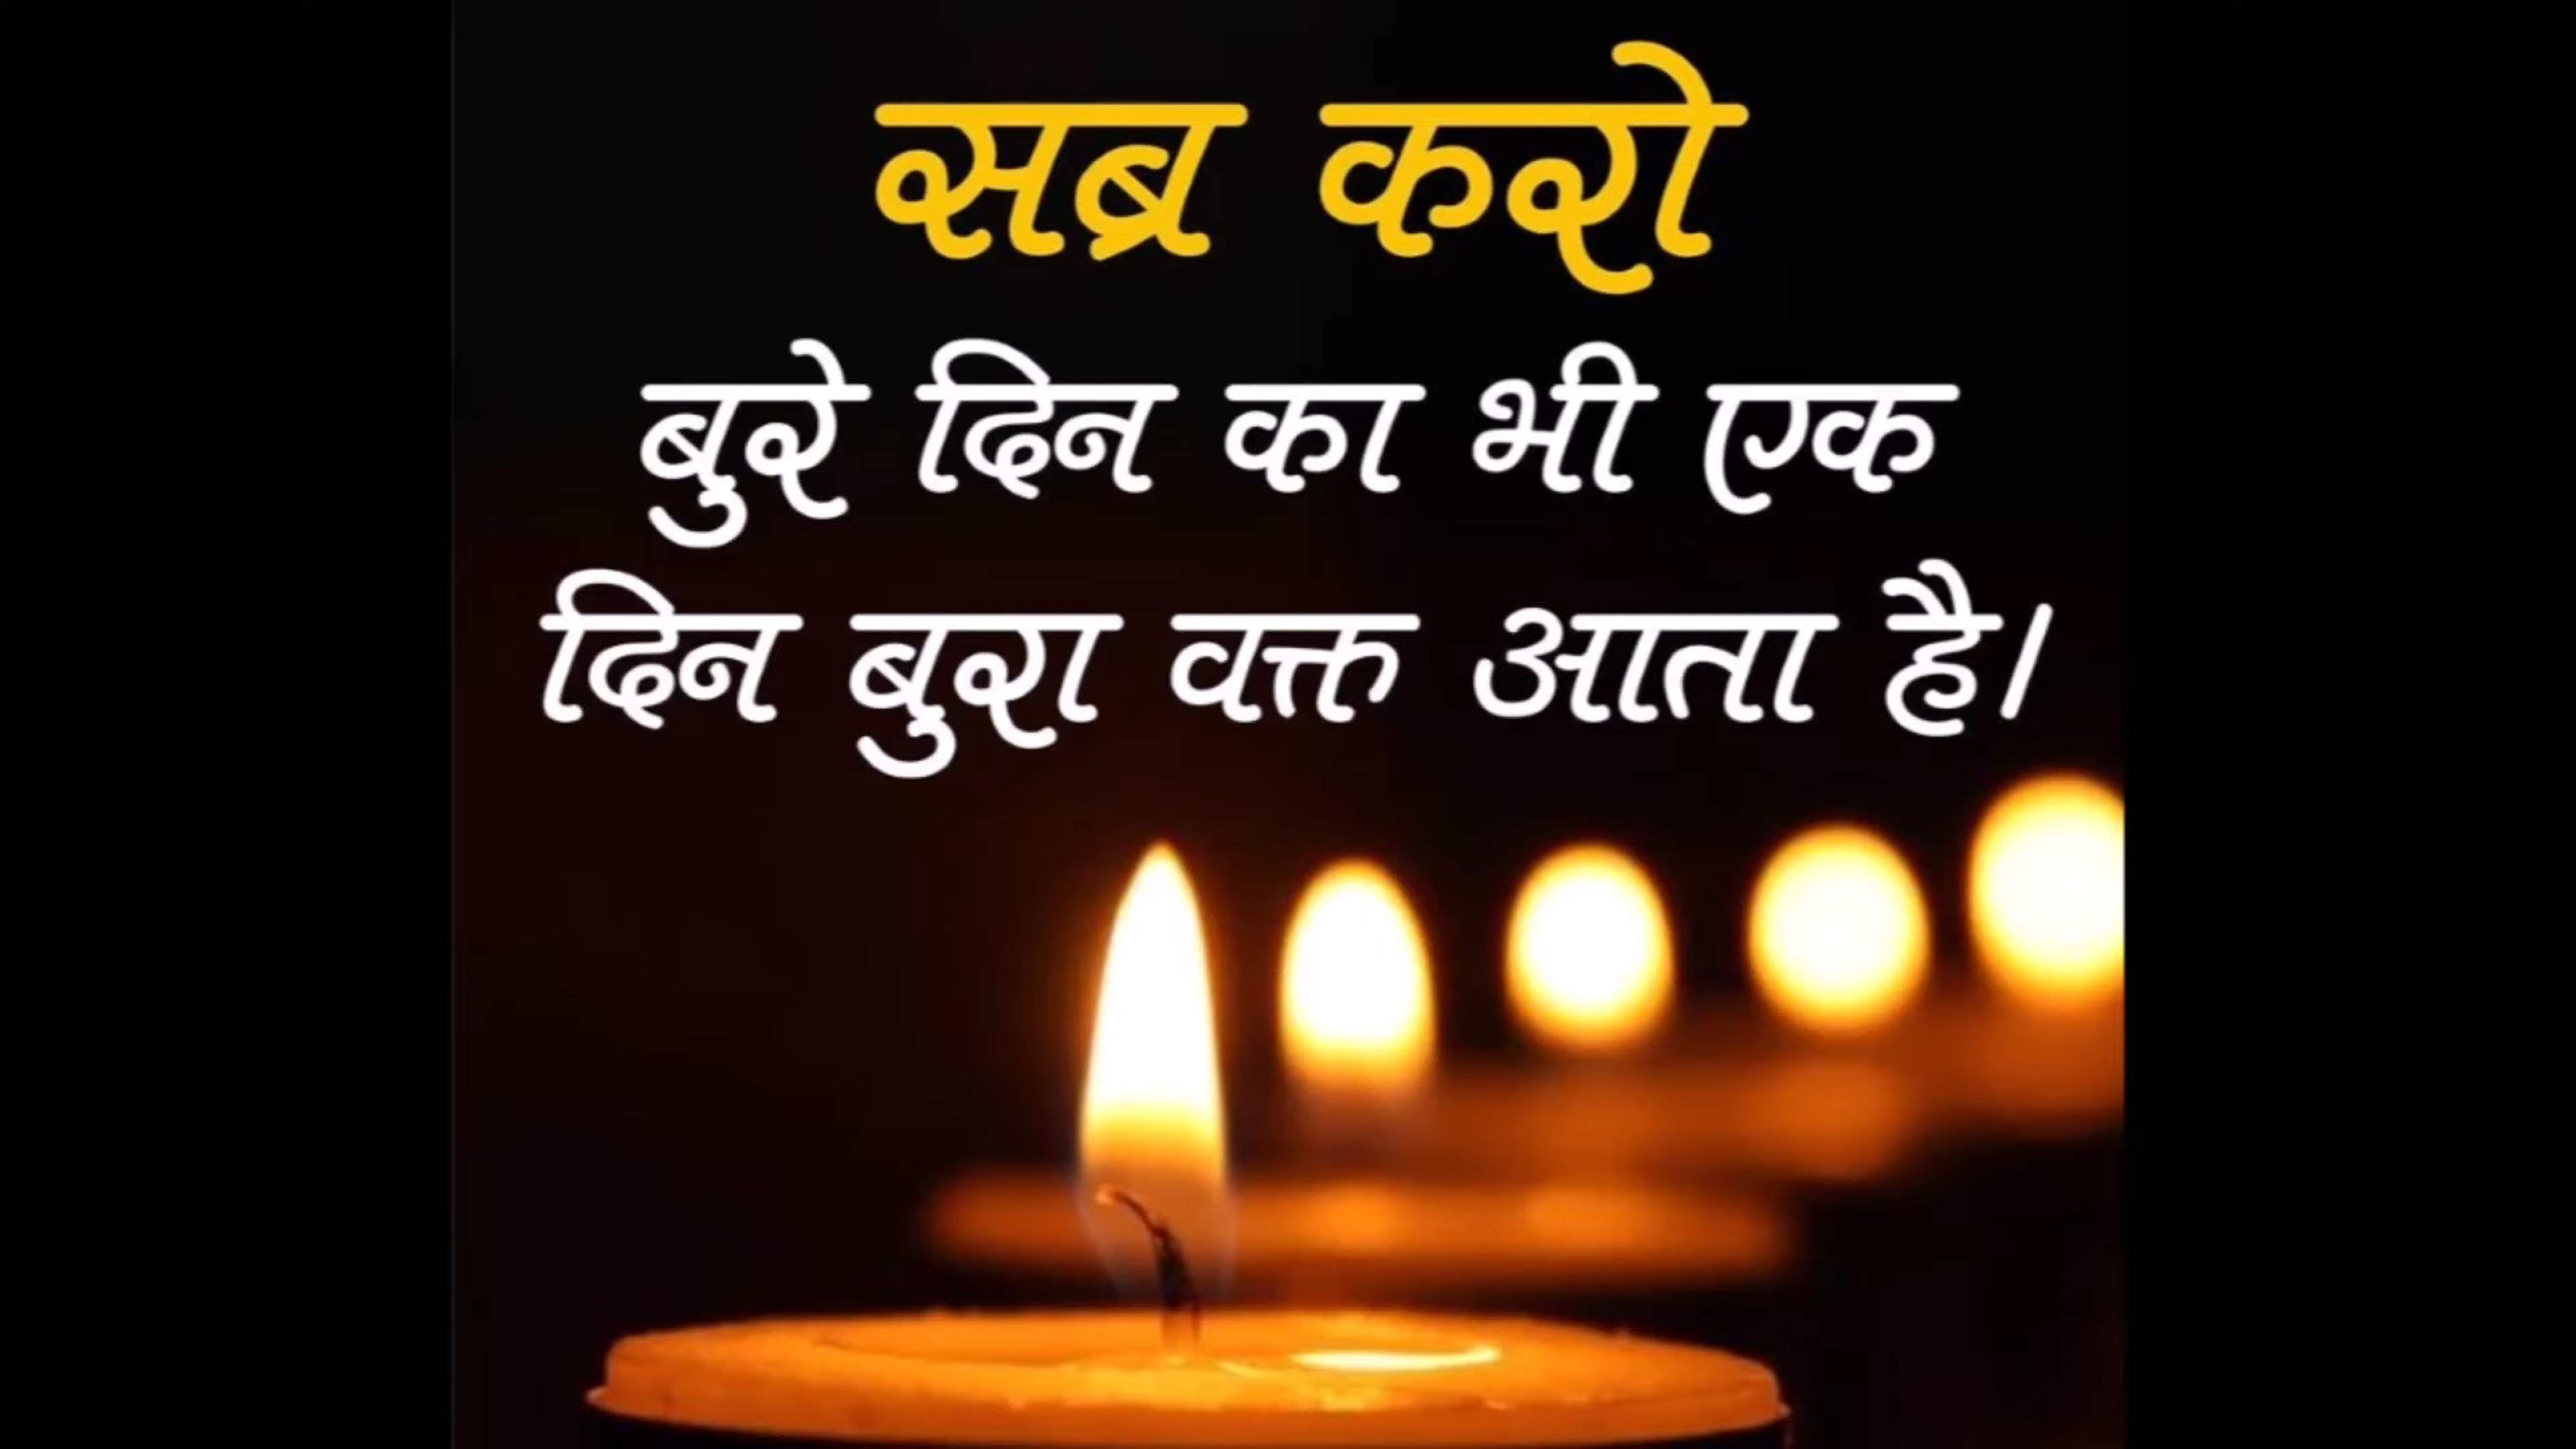 सब्र करो
बुरे दिन का भी एक
दिन बुरा वक्त आता है।